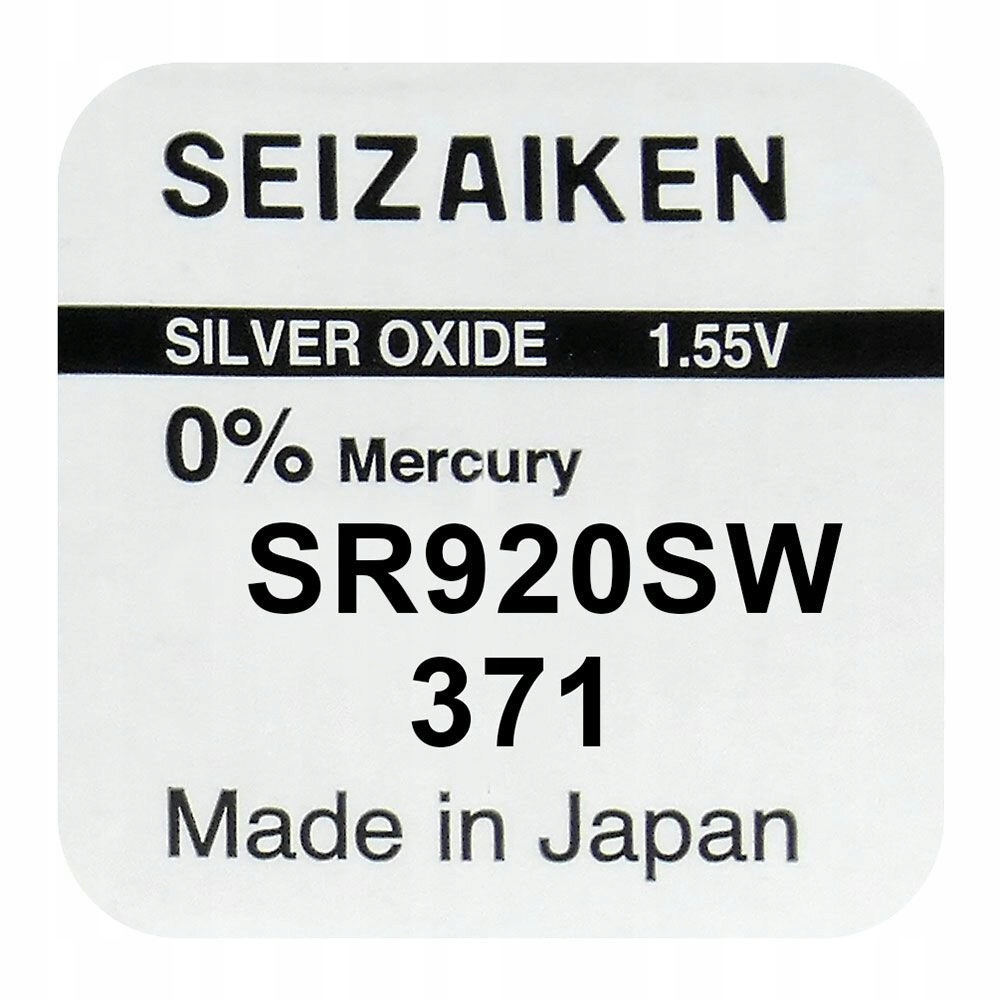 SEIZAIKEN
SILVER OXIDE 1.55V
0% Mercury
SR920SW
371
Made in Japan